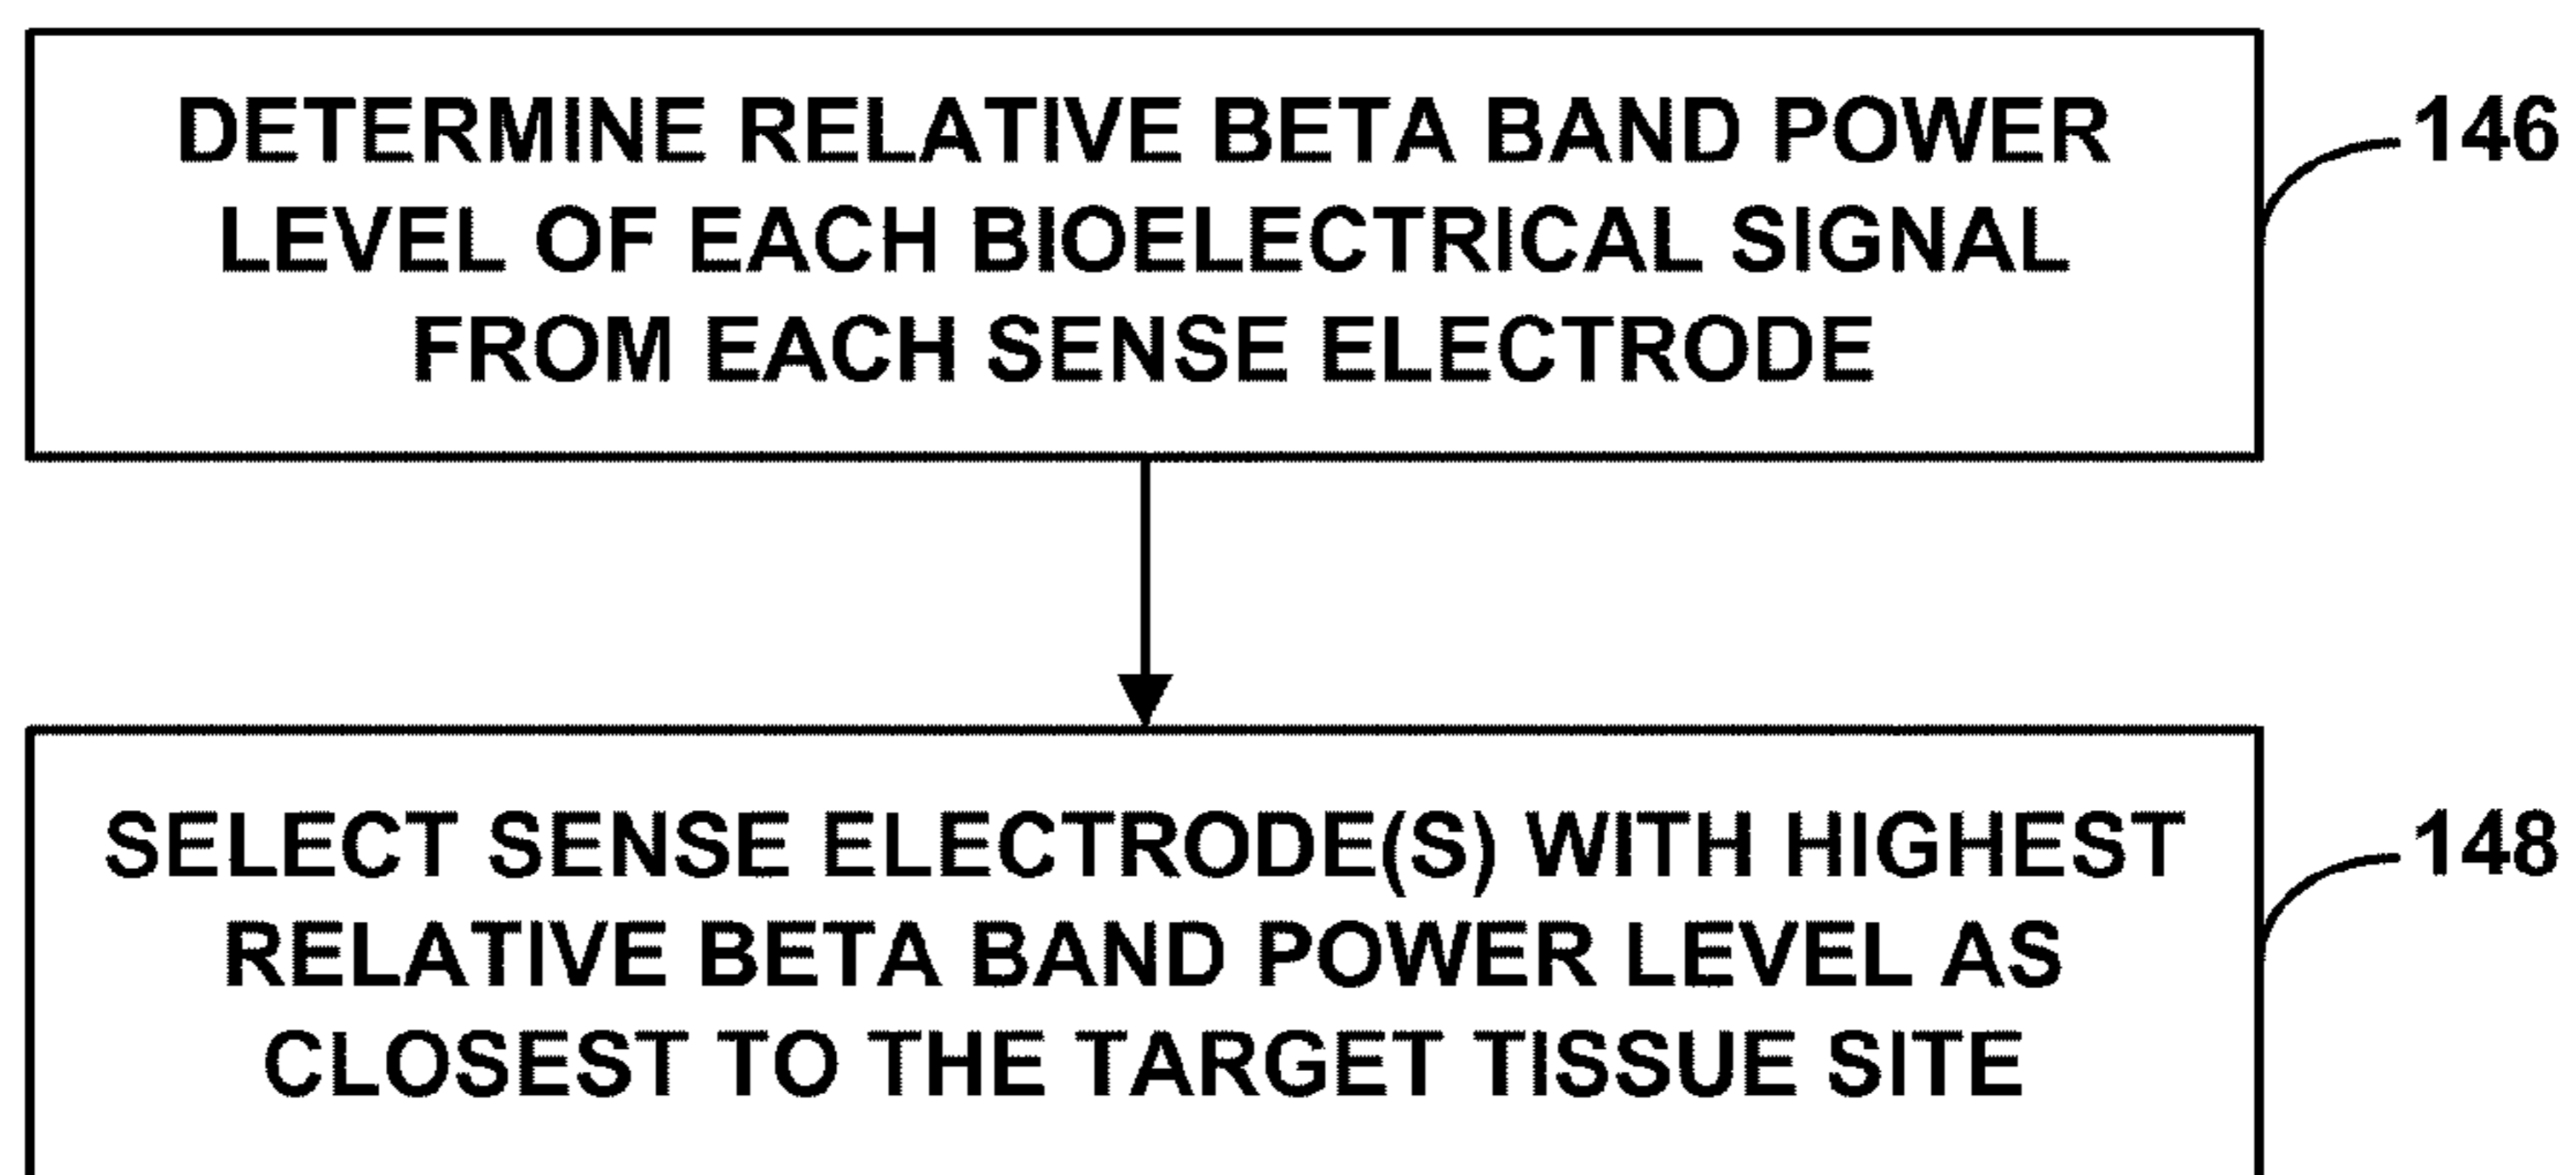 DETERMINE RELATIVE BETA BAND POWER
LEVEL OF EACH BIOELECTRICAL SIGNAL
FROM EACH SENSE ELECTRODE
146
SELECT SENSE ELECTRODE(S) WITH HIGHEST
RELATIVE BETA BAND POWER LEVEL AS
CLOSEST TO THE TARGET TISSUE SITE
148